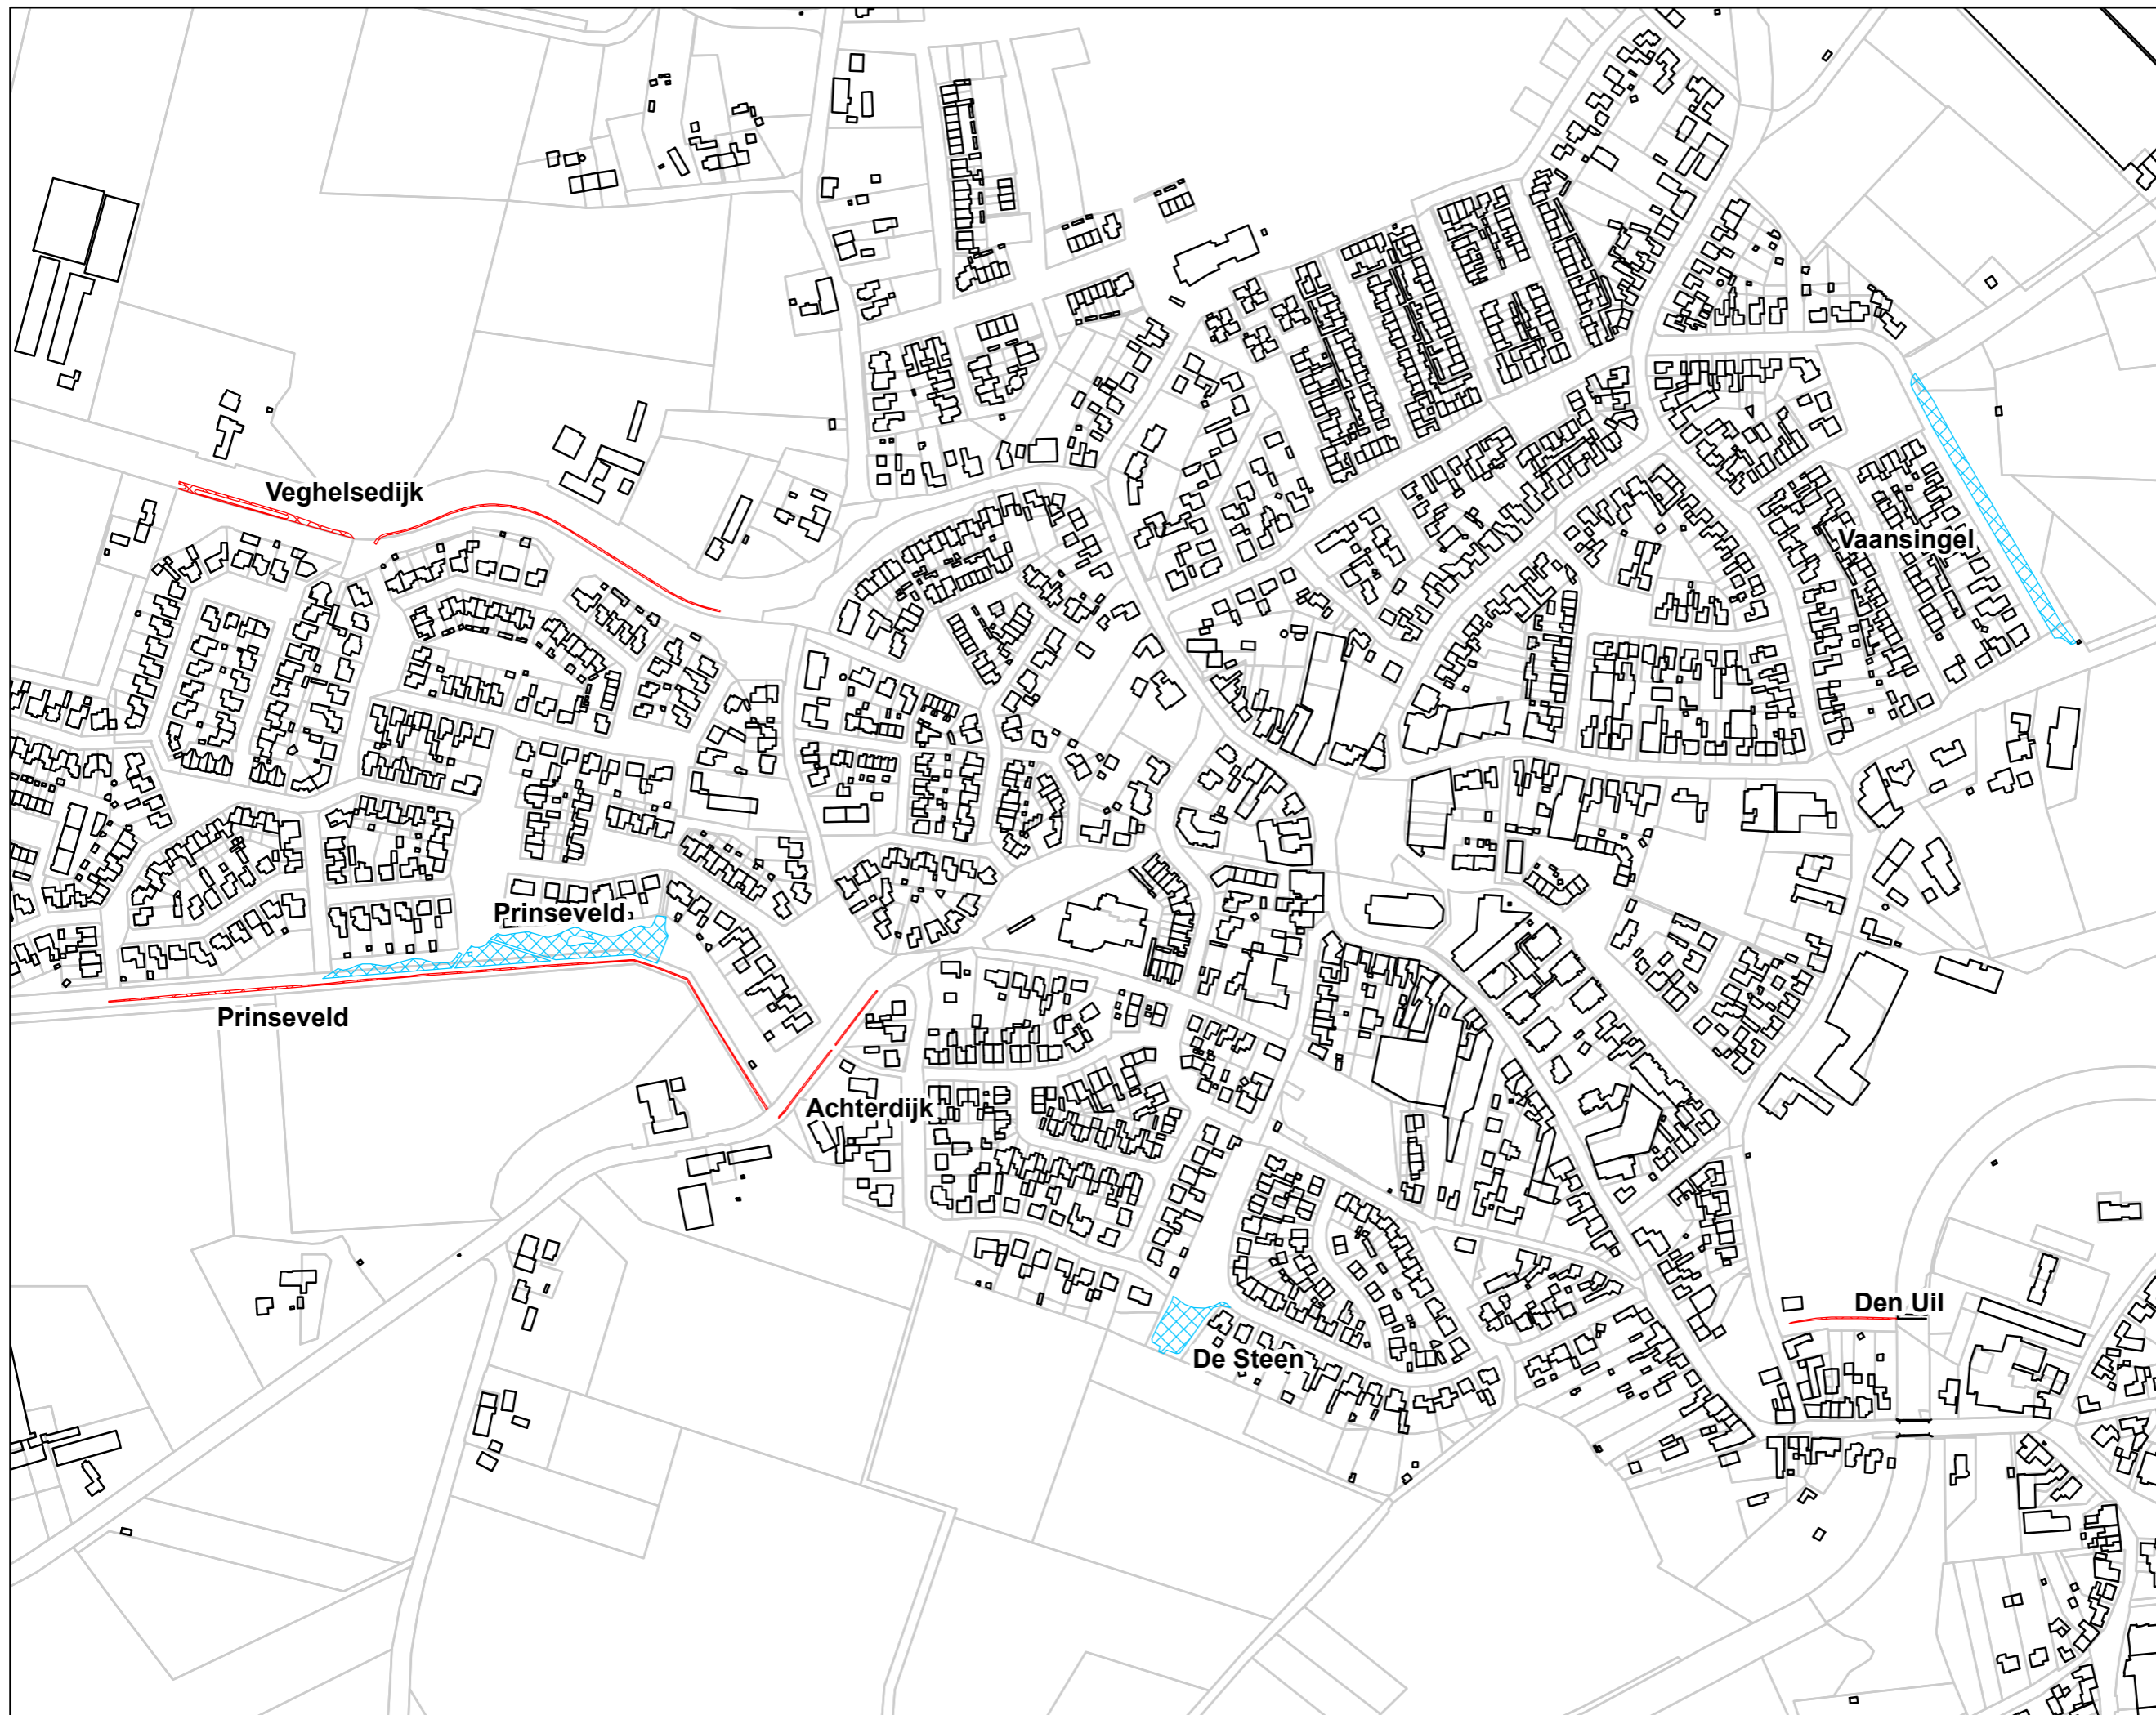 Veghelsedijk
Vaansingel
Prinseveld
Prinseveld
Achterdijk
Den Uil
De Steen